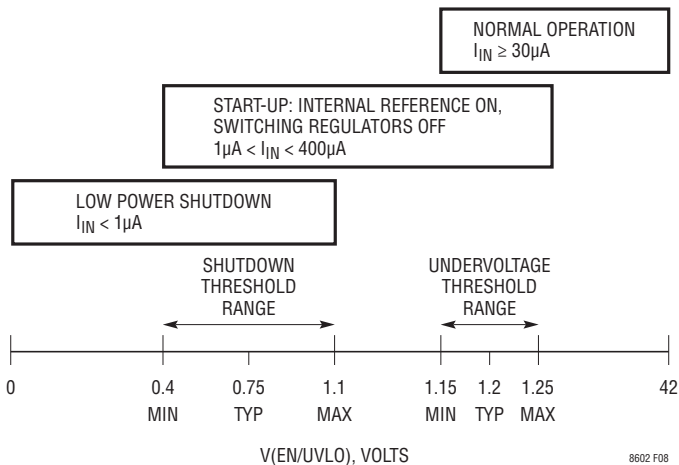 NORMAL OPERATION
I_IN ≥ 30µA
START-UP: INTERNAL REFERENCE ON,
SWITCHING REGULATORS OFF
1µA < I_IN < 400µA
LOW POWER SHUTDOWN
I_IN < 1µA
SHUTDOWN
THRESHOLD
RANGE
UNDERVOLTAGE
THRESHOLD
RANGE
0 0.4 0.75 1.1 1.15 1.2 1.25 42
MIN TYP MAX MIN TYP MAX
V(EN/UVLO), VOLTS
8602 F08